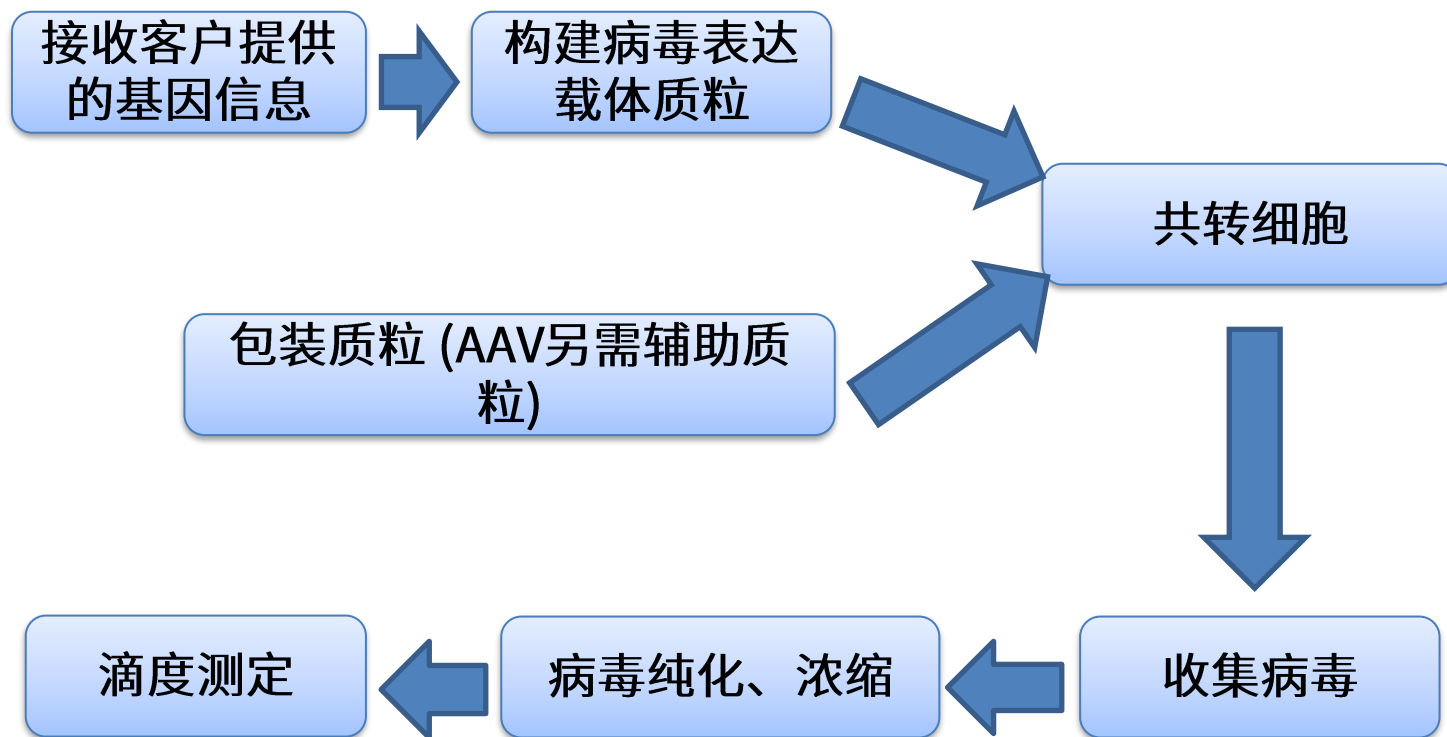 接收客户提供
的基因信息
构建病毒表达
载体质粒
共转细胞
包装质粒 (AAV另需辅助质
粒)
收集病毒
病毒纯化、浓缩
滴度测定